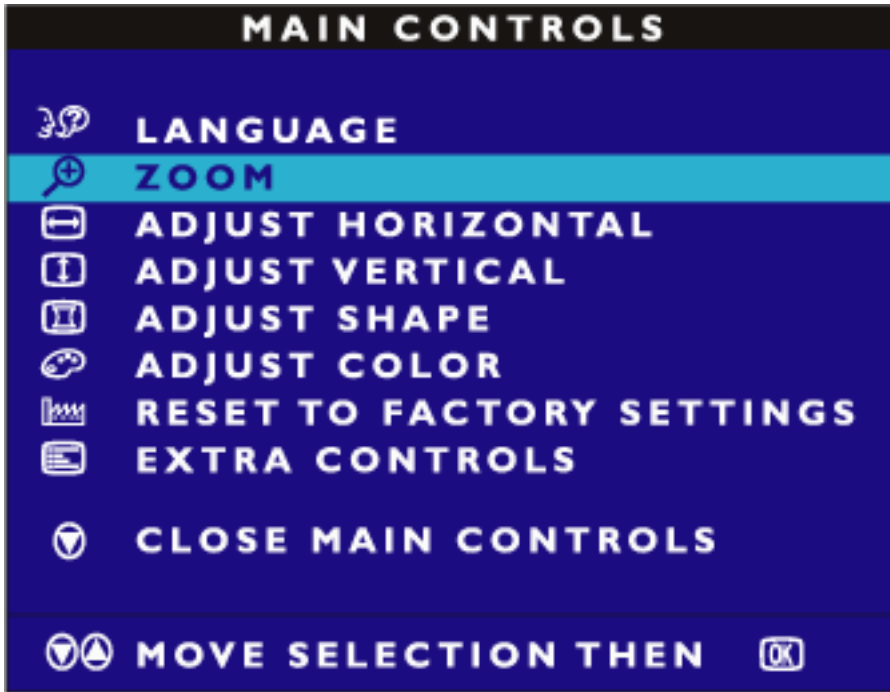 MAIN CONTROLS
LANGUAGE
ZOOM
ADJUST HORIZONTAL
ADJUST VERTICAL
ADJUST SHAPE
ADJUST COLOR
RESET TO FACTORY SETTINGS
EXTRA CONTROLS
CLOSE MAIN CONTROLS
MOVE SELECTION THEN OK